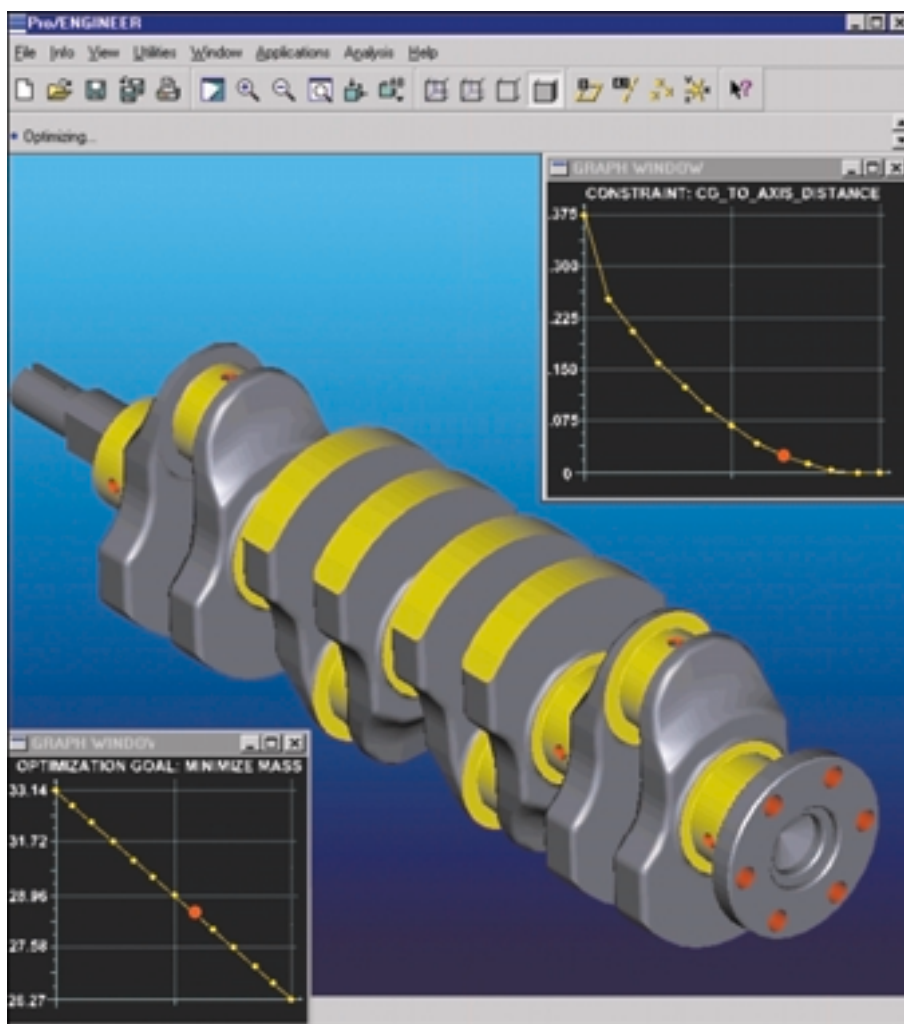 Pro/ENGINEER
File Info View Utilities Window Applications Analysis Help
Optimizing...
GRAPH WINDOW
CONSTRAINT: CG_TO_AXIS_DISTANCE
.375
.300
.225
.150
.075
0
GRAPH WINDOW
OPTIMIZATION GOAL: MINIMIZE MASS
33.14
31.72
28.96
27.58
26.27